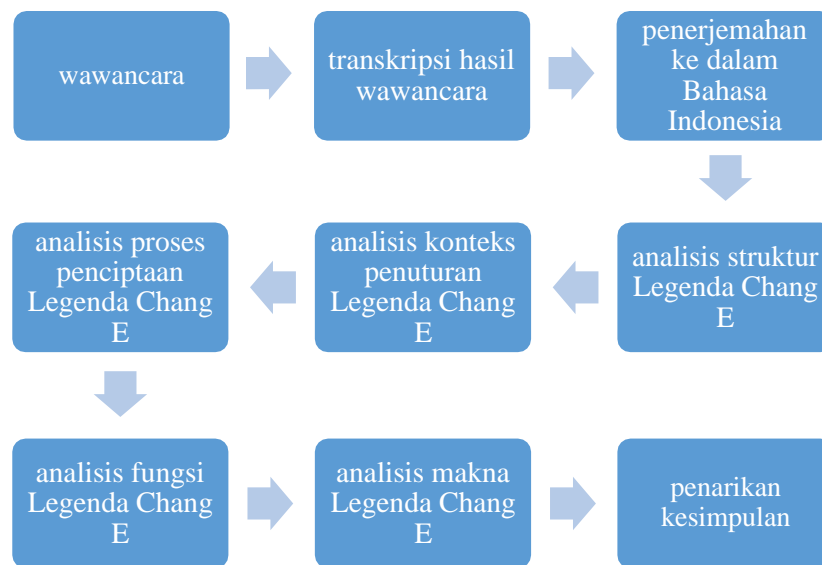 wawancara
transkripsi hasil
wawancara
penerjemahan
ke dalam
Bahasa
Indonesia
analisis struktur
Legenda Chang
E
analisis konteks
penuturan
Legenda Chang
E
analisis proses
penciptaan
Legenda Chang
E
analisis fungsi
Legenda Chang
E
analisis makna
Legenda Chang
E
penarikan
kesimpulan